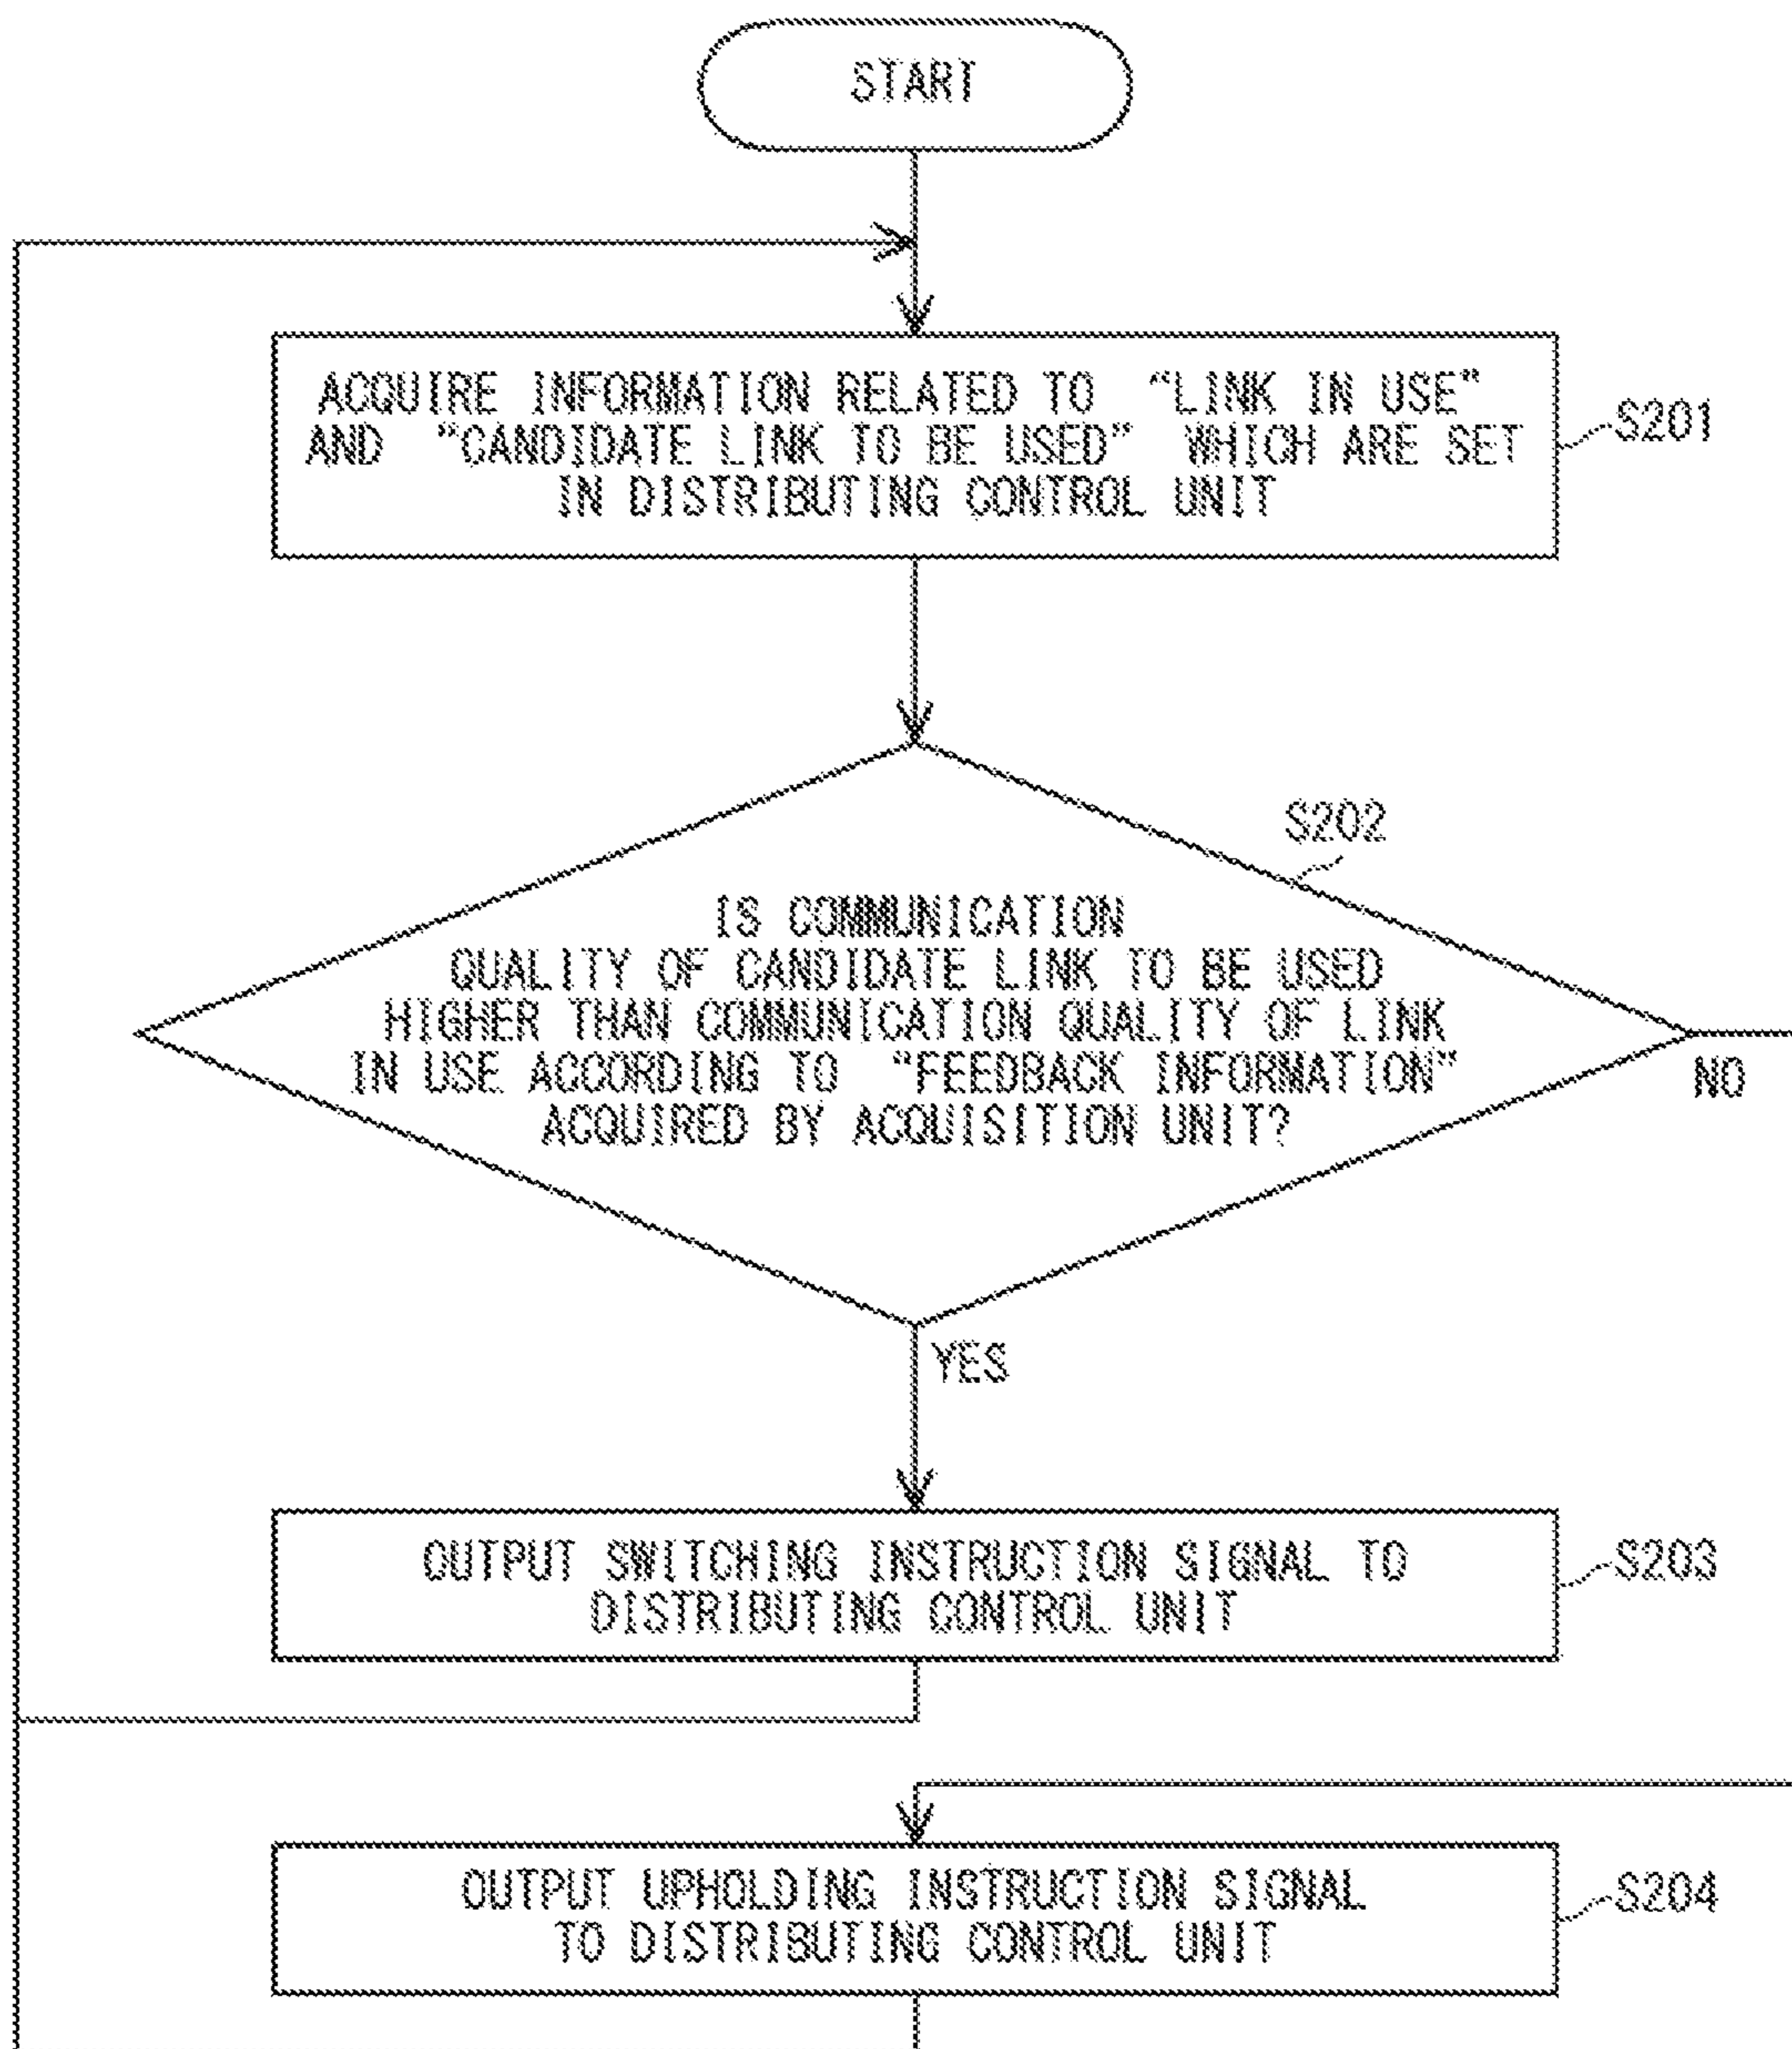 START
ACQUIRE INFORMATION RELATED TO “LINK IN USE”
AND “CANDIDATE LINK TO BE USED” WHICH ARE SET
IN DISTRIBUTING CONTROL UNIT
S201
S202
IS COMMUNICATION
QUALITY OF CANDIDATE LINK TO BE USED
HIGHER THAN COMMUNICATION QUALITY OF LINK
IN USE ACCORDING TO “FEEDBACK INFORMATION”
ACQUIRED BY ACQUISITION UNIT?
NO
YES
OUTPUT SWITCHING INSTRUCTION SIGNAL TO
DISTRIBUTING CONTROL UNIT
S203
OUTPUT UPHOLDING INSTRUCTION SIGNAL
TO DISTRIBUTING CONTROL UNIT
S204